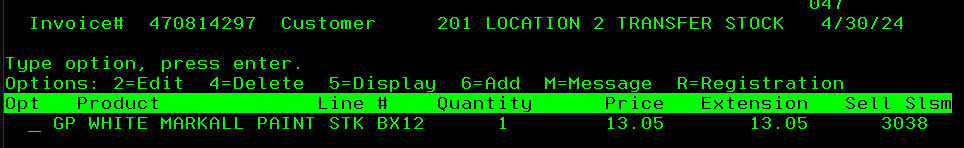 047
Invoice# 470814297 Customer 201 LOCATION 2 TRANSFER STOCK 4/30/24
Type option, press enter.
Options: 2=Edit 4=Delete 5=Display 6=Add M=Message R=Registration
Opt Product Line # Quantity Price Extension Sell Slsm
_ GP WHITE MARKALL PAINT STK BX12 1 13.05 13.05 3038